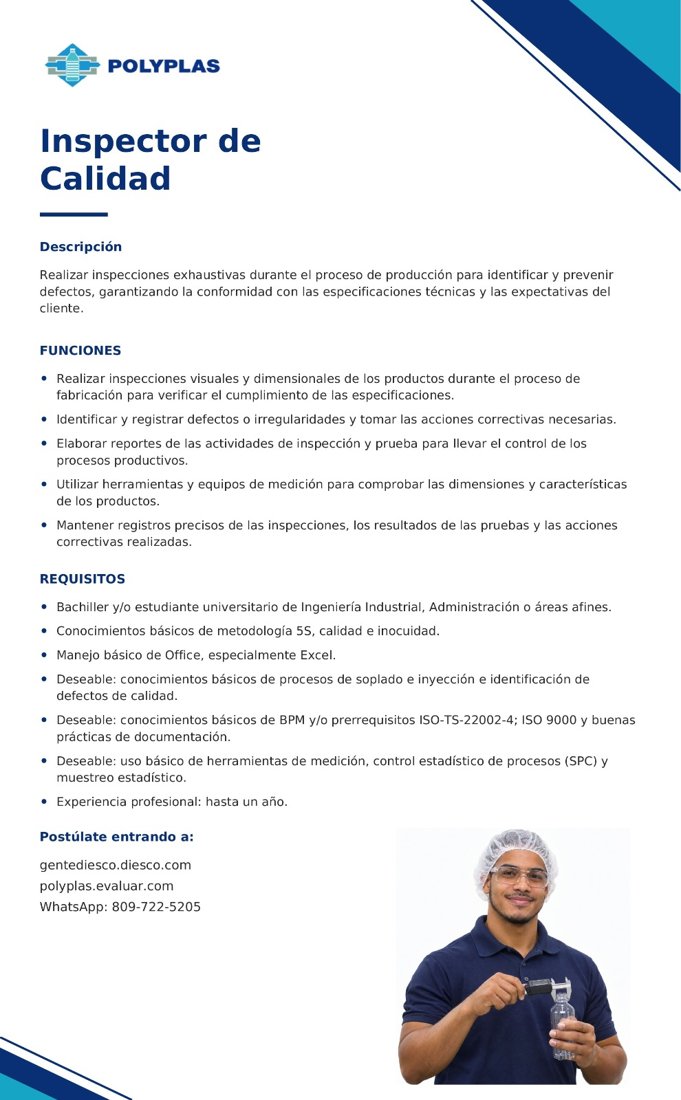 POLYPLAS
Inspector de
Calidad
Descripción
Realizar inspecciones exhaustivas durante el proceso de producción para identificar y prevenir
defectos, garantizando la conformidad con las especificaciones técnicas y las expectativas del
cliente.
FUNCIONES
• Realizar inspecciones visuales y dimensionales de los productos durante el proceso de
fabricación para verificar el cumplimiento de las especificaciones.
• Identificar y registrar defectos o irregularidades y tomar las acciones correctivas necesarias.
• Elaborar reportes de las actividades de inspección y prueba para llevar el control de los
procesos productivos.
• Utilizar herramientas y equipos de medición para comprobar las dimensiones y características
de los productos.
• Mantener registros precisos de las inspecciones, los resultados de las pruebas y las acciones
correctivas realizadas.
REQUISITOS
• Bachiller y/o estudiante universitario de Ingeniería Industrial, Administración o áreas afines.
• Conocimientos básicos de metodología 5S, calidad e inocuidad.
• Manejo básico de Office, especialmente Excel.
• Deseable: conocimientos básicos de procesos de soplado e inyección e identificación de
defectos de calidad.
• Deseable: conocimientos básicos de BPM y/o prerrequisitos ISO-TS-22002-4; ISO 9000 y buenas
prácticas de documentación.
• Deseable: uso básico de herramientas de medición, control estadístico de procesos (SPC) y
muestreo estadístico.
• Experiencia profesional: hasta un año.
Postúlate entrando a:
gentediesco.diesco.com
polyplas.evaluar.com
WhatsApp: 809-722-5205